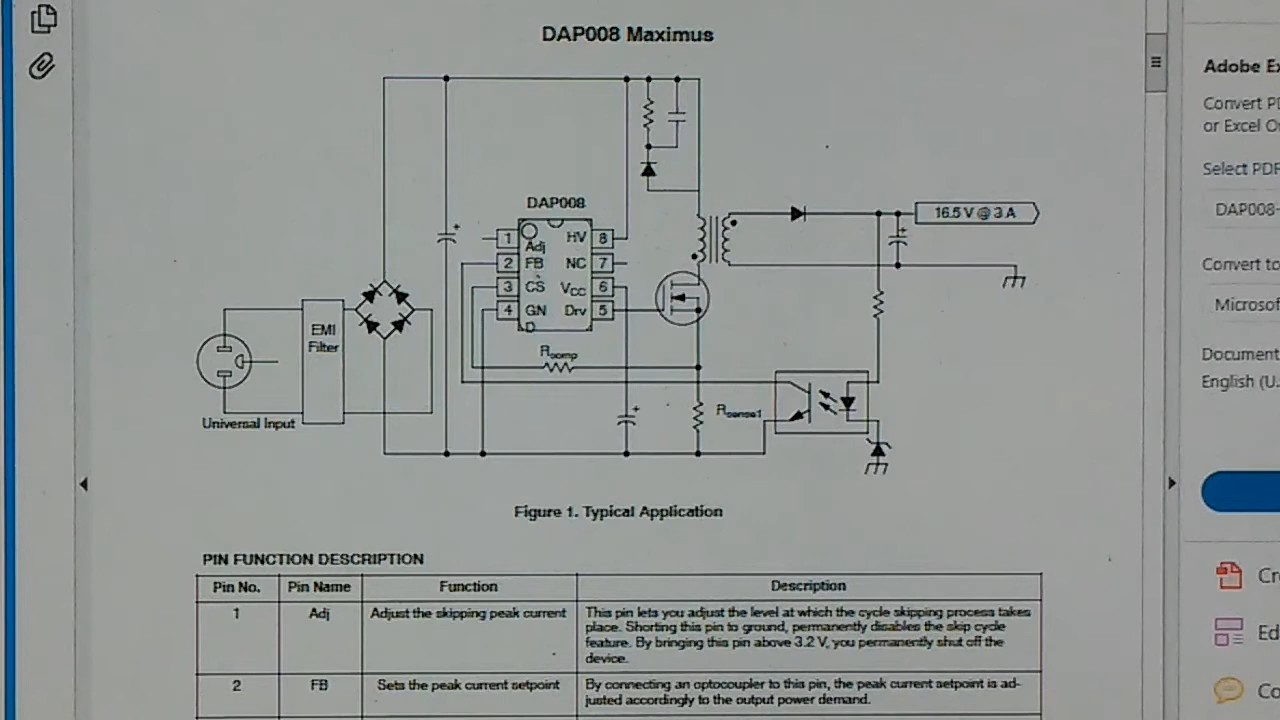 DAP008 Maximus
DAP008
1 Adj HV 8
2 FB NC 7
3 CS VCC 6
4 GN Drv 5
D
16.5 V @ 3 A
EMI
Filter
Rcomp
Rsense1
Universal Input
Figure 1. Typical Application
PIN FUNCTION DESCRIPTION
Pin No. Pin Name Function Description
1 Adj Adjust the skipping peak current This pin lets you adjust the level at which the cycle skipping process takes
place. Shorting this pin to ground, permanently disables the skip cycle
feature. By bringing this pin above 3.2 V, you permanently shut off the
device.
2 FB Sets the peak current setpoint By connecting an optocoupler to this pin, the peak current setpoint is ad-
justed accordingly to the output power demand.
Adobe Ex
Convert PD
or Excel O
Select PDF
DAP008-
Convert to
Microsof
Document
English (U.
Cr
Ed
Co